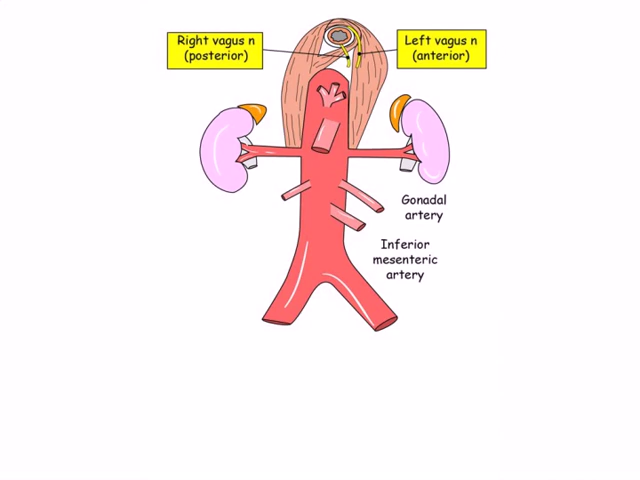 Right vagus n
(posterior)
Left vagus n
(anterior)
Gonadal
artery
Inferior
mesenteric
artery